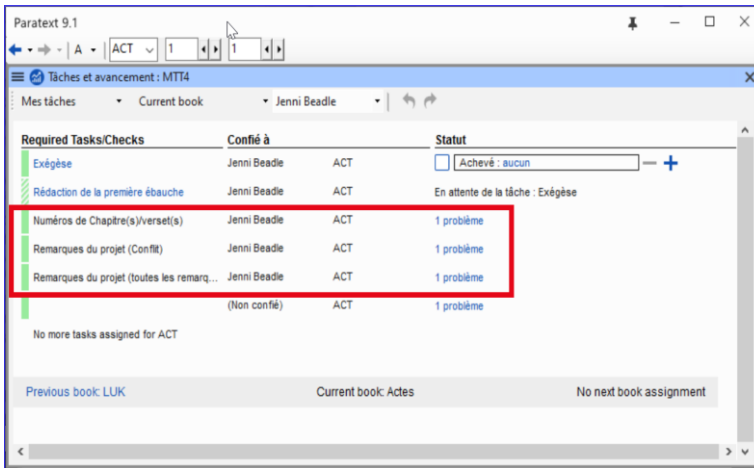 Paratext 9.1
A ACT 1 1
Tâches et avancement : MTT4
Mes tâches Current book Jenni Beadle
Required Tasks/Checks Confié à Statut
Exégèse Jenni Beadle ACT Achevé : aucun
Rédaction de la première ébauche Jenni Beadle ACT En attente de la tâche : Exégèse
Numéros de Chapitre(s)/verset(s) Jenni Beadle ACT 1 problème
Remarques du projet (Conflit) Jenni Beadle ACT 1 problème
Remarques du projet (toutes les remarq... Jenni Beadle ACT 1 problème
(Non confié) ACT 1 problème
No more tasks assigned for ACT
Previous book: LUK Current book: Actes No next book assignment